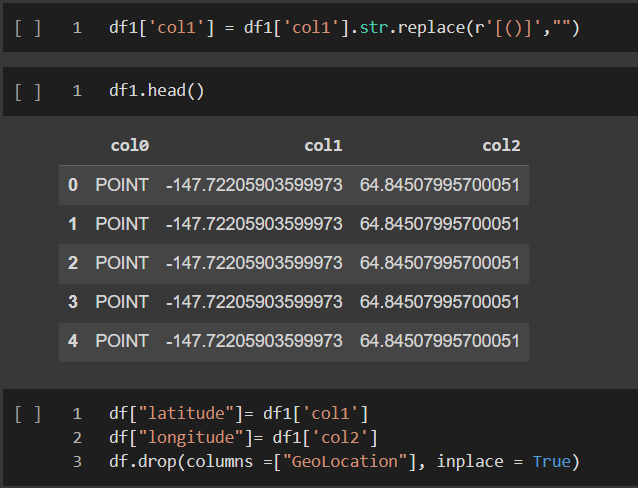 [ ] 1 df1['col1'] = df1['col1'].str.replace(r'[()]',"")
[ ] 1 df1.head()
col0 col1 col2
0 POINT -147.72205903599973 64.84507995700051
1 POINT -147.72205903599973 64.84507995700051
2 POINT -147.72205903599973 64.84507995700051
3 POINT -147.72205903599973 64.84507995700051
4 POINT -147.72205903599973 64.84507995700051
[ ] 1 df["latitude"]= df1['col1']
2 df["longitude"]= df1['col2']
3 df.drop(columns =["GeoLocation"], inplace = True)